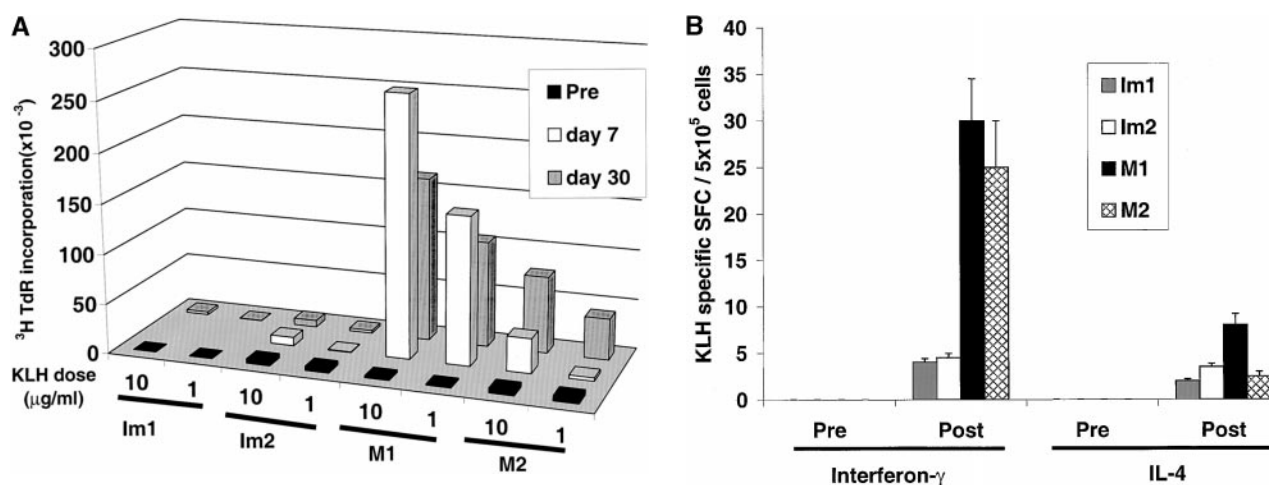 A
300
250
200
150
100
50
0
³H TdR incorporation(x10 ⁻³)
Pre
day 7
day 30
KLH dose
(µg/ml)
10 1 10 1 10 1 10 1
Im1 Im2 M1 M2
B
40
35
30
25
20
15
10
5
0
KLH specific SFC / 5x10⁵ cells
Im1
Im2
M1
M2
Pre Post Pre Post
Interferon-γ IL-4